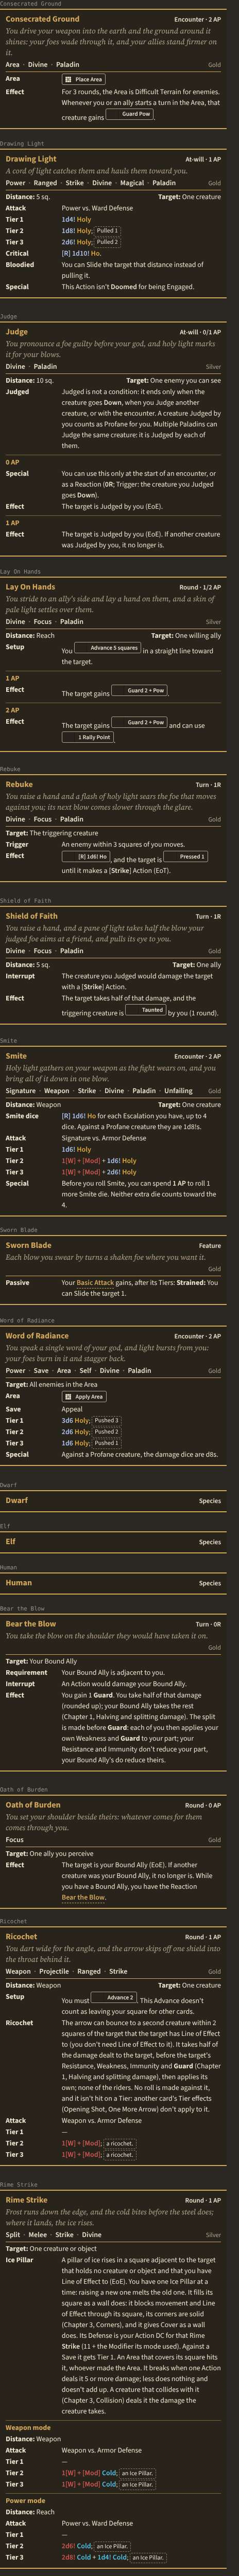 Consecrated Ground
Consecrated Ground Encounter · 2 AP
You drive your weapon into the earth and the ground around it
shines: your foes wade through it, and your allies stand firmer on
it.
Area · Divine · Paladin Gold
Area Place Area
Effect For 3 rounds, the Area is Difficult Terrain for enemies.
Whenever you or an ally starts a turn in the Area, that
creature gains Guard Pow.
Drawing Light
Drawing Light At-will · 1 AP
A cord of light catches them and hauls them toward you.
Power · Ranged · Strike · Divine · Magical · Paladin Gold
Distance: 5 sq. Target: One creature
Attack Power vs. Ward Defense
Tier 1 1d4! Holy
Tier 2 1d8! Holy; Pulled 1
Tier 3 2d6! Holy; Pulled 2
Critical [R] 1d10! Ho.
Bloodied You can Slide the target that distance instead of
pulling it.
Special This Action isn't Doomed for being Engaged.
Judge
Judge At-will · 0/1 AP
You pronounce a foe guilty before your god, and holy light marks
it for your blows.
Divine · Paladin Silver
Distance: 10 sq. Target: One enemy you can see
Judged Judged is not a condition: it ends only when the
creature goes Down, when you Judge another
creature, or with the encounter. A creature Judged by
you counts as Profane for you. Multiple Paladins can
Judge the same creature: it is Judged by each of
them.
0 AP
Special You can use this only at the start of an encounter, or
as a Reaction (0R; Trigger: the creature you Judged
goes Down).
Effect The target is Judged by you (EoE).
1 AP
Effect The target is Judged by you (EoE). If another creature
was Judged by you, it no longer is.
Lay On Hands
Lay On Hands Round · 1/2 AP
You stride to an ally's side and lay a hand on them, and a skin of
pale light settles over them.
Divine · Focus · Paladin Silver
Distance: Reach Target: One willing ally
Setup You Advance 5 squares in a straight line toward
the target.
1 AP
Effect The target gains Guard 2 + Pow.
2 AP
Effect The target gains Guard 2 + Pow and can use
1 Rally Point.
Rebuke
Rebuke Turn · 1R
You raise a hand and a flash of holy light sears the foe that moves
against you; its next blow comes slower through the glare.
Divine · Focus · Paladin Gold
Target: The triggering creature
Trigger An enemy within 3 squares of you moves.
Effect [R] 1d6! Ho, and the target is Pressed 1
until it makes a [Strike] Action (EoT).
Shield of Faith
Shield of Faith Turn · 1R
You raise a hand, and a pane of light takes half the blow your
judged foe aims at a friend, and pulls its eye to you.
Divine · Focus · Paladin Gold
Distance: 5 sq. Target: One ally
Interrupt The creature you Judged would damage the target
with a [Strike] Action.
Effect The target takes half of that damage, and the
triggering creature is Taunted by you (1 round).
Smite
Smite Encounter · 2 AP
Holy light gathers on your weapon as the fight wears on, and you
bring all of it down in one blow.
Signature · Weapon · Strike · Divine · Paladin · Unfailing Gold
Distance: Weapon Target: One creature
Smite dice [R] 1d6! Ho for each Escalation you have, up to 4
dice. Against a Profane creature they are 1d8!s.
Attack Signature vs. Armor Defense
Tier 1 1d6! Holy
Tier 2 1[W] + [Mod] + 1d6! Holy
Tier 3 1[W] + [Mod] + 2d6! Holy
Special Before you roll Smite, you can spend 1 AP to roll 1
more Smite die. Neither extra die counts toward the
4.
Sworn Blade
Sworn Blade Feature
Each blow you swear by turns a shaken foe where you want it.
Gold
Passive Your Basic Attack gains, after its Tiers: Strained: You
can Slide the target 1.
Word of Radiance
Word of Radiance Encounter · 2 AP
You speak a single word of your god, and light bursts from you:
your foes burn in it and stagger back.
Power · Save · Area · Self · Divine · Paladin Gold
Target: All enemies in the Area
Area Apply Area
Save Appeal
Tier 1 3d6 Holy; Pushed 3
Tier 2 2d6 Holy; Pushed 2
Tier 3 1d6 Holy; Pushed 1
Special Against a Profane creature, the damage dice are d8s.
Dwarf
Dwarf Species
Elf
Elf Species
Human
Human Species
Bear the Blow
Bear the Blow Turn · 0R
You take the blow on the shoulder they would have taken it on.
Gold
Target: Your Bound Ally
Requirement Your Bound Ally is adjacent to you.
Interrupt An Action would damage your Bound Ally.
Effect You gain 1 Guard. You take half of that damage
(rounded up); your Bound Ally takes the rest
(Chapter 1, Halving and splitting damage). The split
is made before Guard: each of you then applies your
own Weakness and Guard to your part; your
Resistance and Immunity don't reduce your part,
your Bound Ally's do reduce theirs.
Oath of Burden
Oath of Burden Round · 0 AP
You set your shoulder beside theirs: whatever comes for them
comes through you.
Focus Gold
Target: One ally you perceive
Effect The target is your Bound Ally (EoE). If another
creature was your Bound Ally, it no longer is. While
you have a Bound Ally, you have the Reaction
Bear the Blow.
Ricochet
Ricochet Round · 1 AP
You dart wide for the angle, and the arrow skips off one shield into
the throat behind it.
Weapon · Projectile · Ranged · Strike Gold
Distance: Weapon Target: One creature
Setup You must Advance 2. This Advance doesn't
count as leaving your square for other cards.
Ricochet The arrow can bounce to a second creature within 2
squares of the target that the target has Line of Effect
to (you don't need Line of Effect to it). It takes half of
the damage dealt to the target, before the target's
Resistance, Weakness, Immunity and Guard (Chapter
1, Halving and splitting damage), then applies its
own; none of the riders. No roll is made against it,
and it isn't hit on a Tier: another card's Tier effects
(Opening Shot, One More Arrow) don't apply to it.
Attack Weapon vs. Armor Defense
Tier 1 —
Tier 2 1[W] + [Mod]; a ricochet.
Tier 3 1[W] + [Mod]; a ricochet.
Rime Strike
Rime Strike Round · 1 AP
Frost runs down the edge, and the cold bites before the steel does;
where it lands, the ice rises.
Split · Melee · Strike · Divine Silver
Target: One creature or object
Ice Pillar A pillar of ice rises in a square adjacent to the target
that holds no creature or object and that you have
Line of Effect to (EoE). You have one Ice Pillar at a
time: raising a new one melts the old one. It fills its
square as a wall does: it blocks movement and Line
of Effect through its square, its corners are solid
(Chapter 3, Corners), and it gives Cover as a wall
does. Its Defense is your Action DC for that Rime
Strike (11 + the Modifier its mode used). Against a
Save it gets Tier 1. An Area that covers its square hits
it, whoever made the Area. It breaks when one Action
deals it 5 or more damage; less does nothing and
doesn't add up. A creature that collides with it
(Chapter 3, Collision) deals it the damage the
creature takes.
Weapon mode
Distance: Weapon
Attack Weapon vs. Armor Defense
Tier 1 —
Tier 2 1[W] + [Mod] Cold; an Ice Pillar.
Tier 3 1[W] + [Mod] Cold; an Ice Pillar.
Power mode
Distance: Reach
Attack Power vs. Ward Defense
Tier 1 —
Tier 2 2d6! Cold; an Ice Pillar.
Tier 3 2d8! Cold + 1d4! Cold; an Ice Pillar.